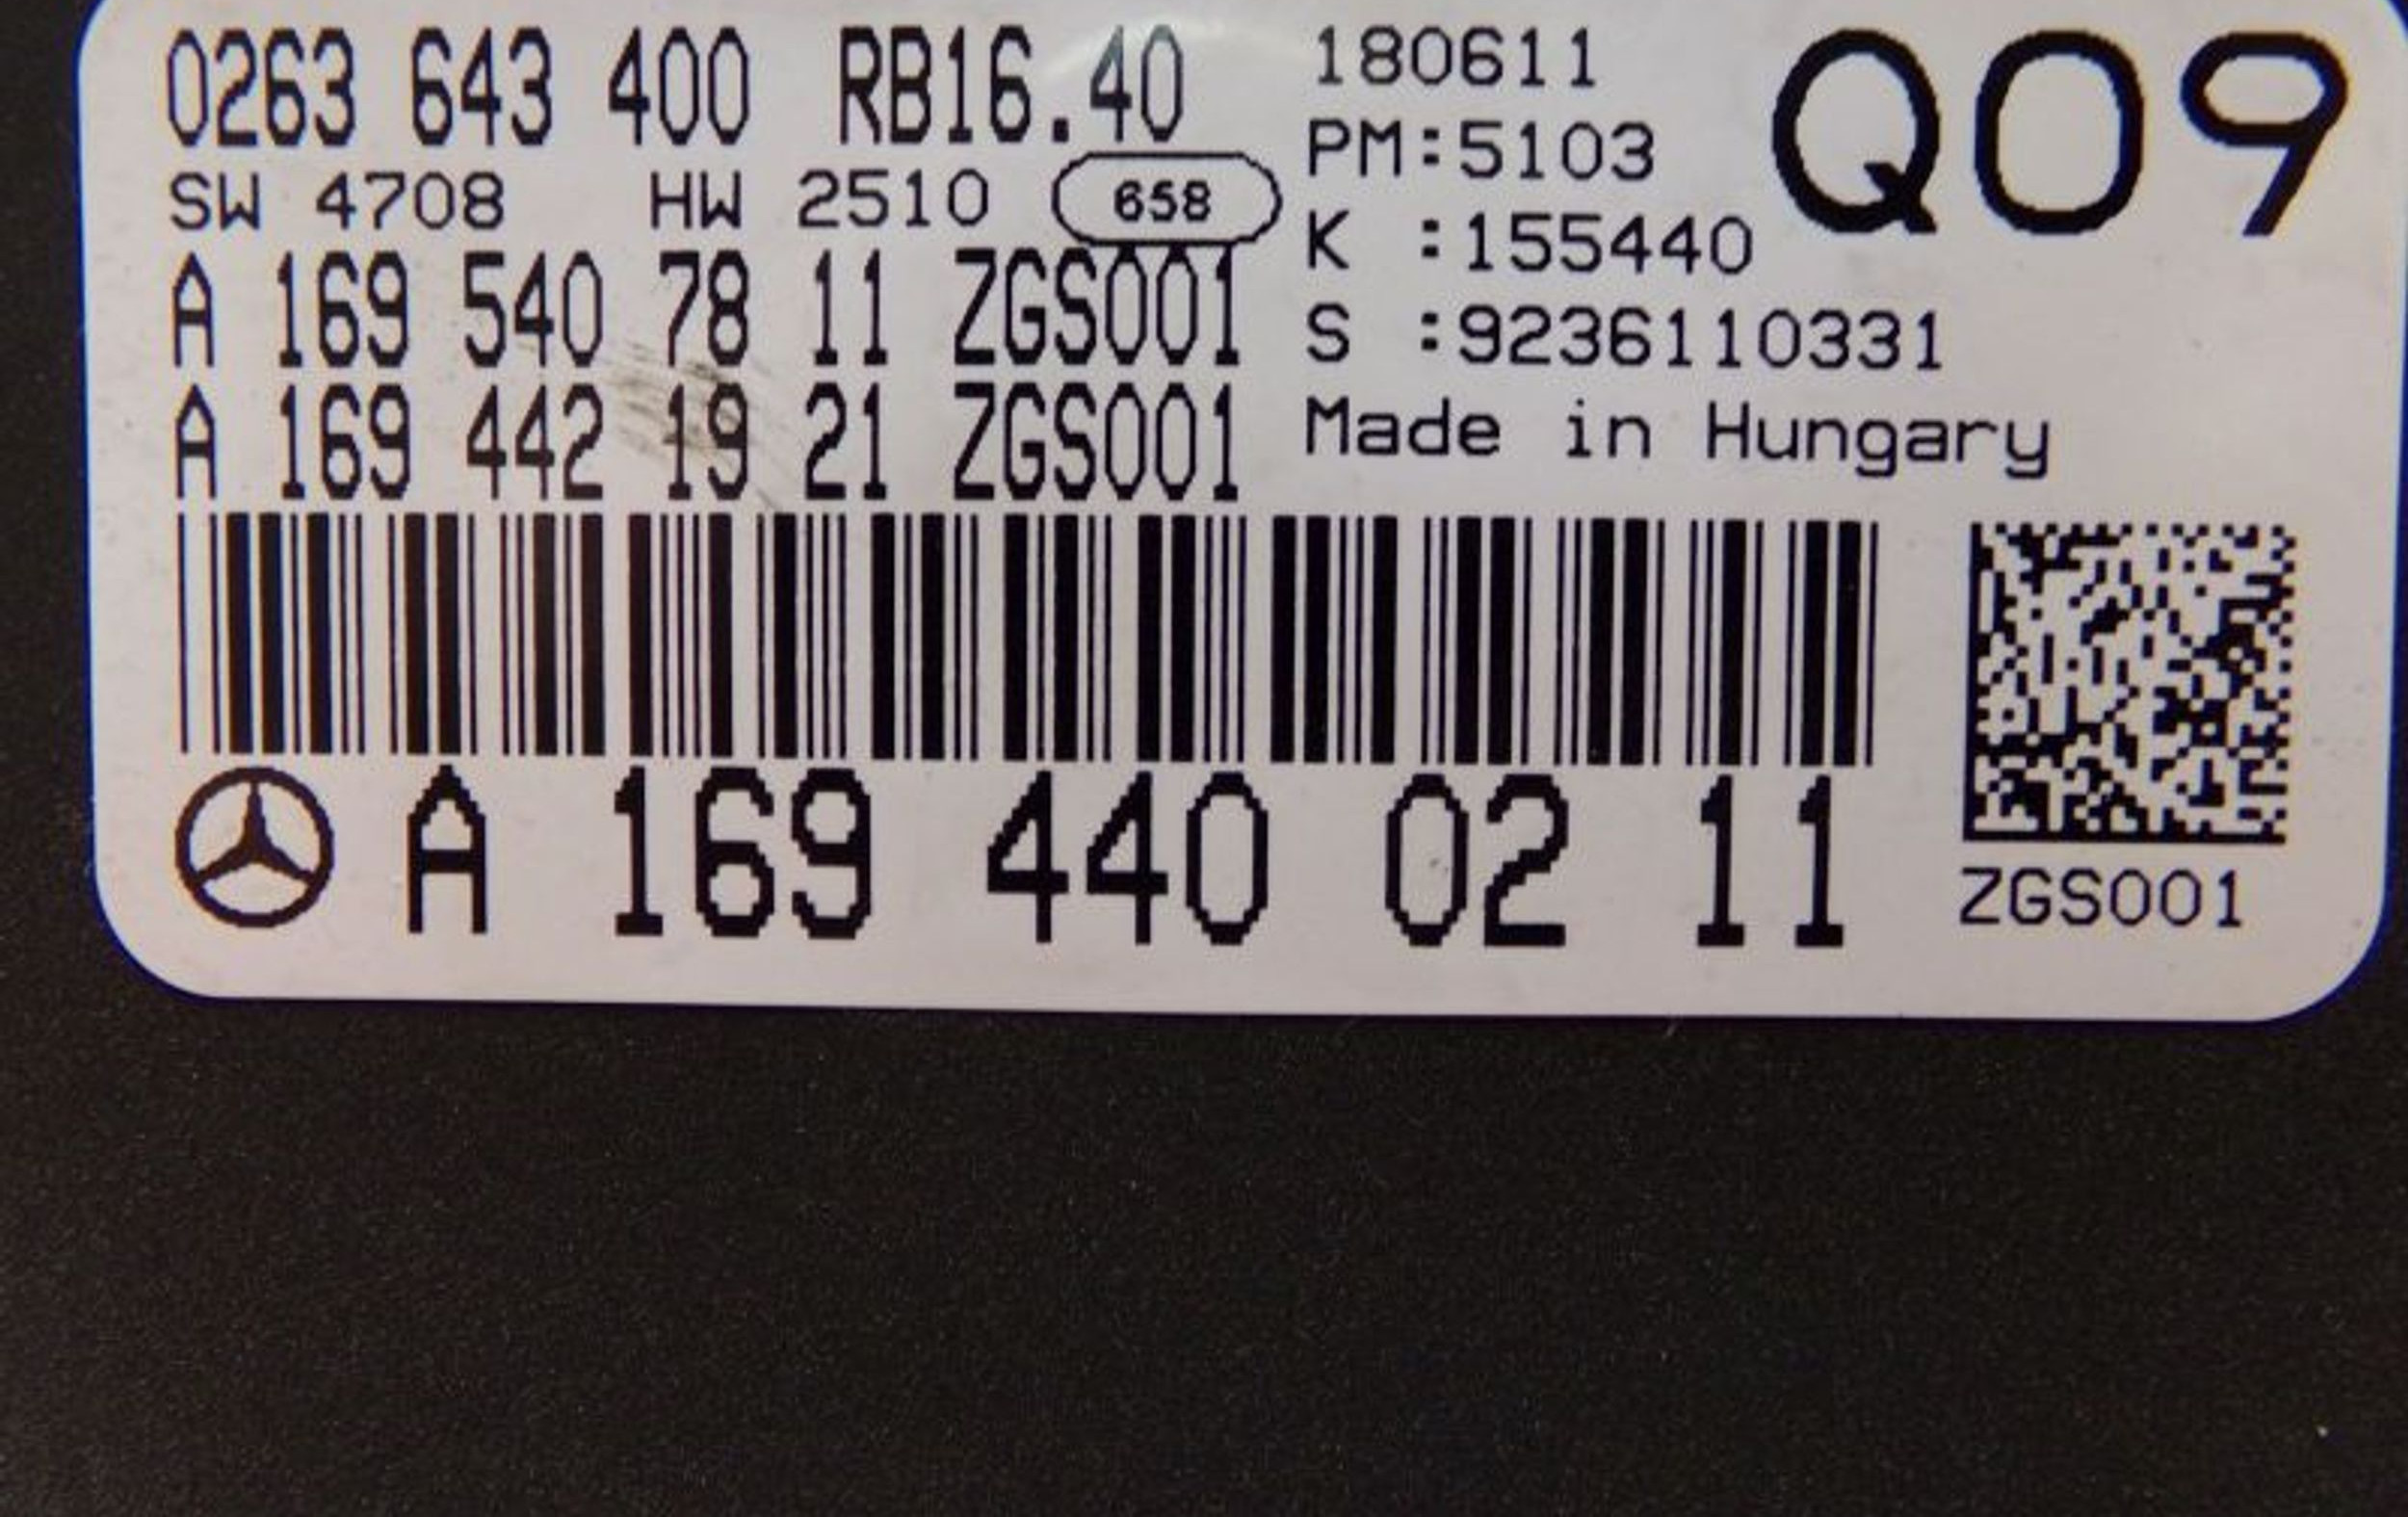 0263 643 400 RB16.40
SW 4708 HW 2510 658
A 169 540 78 11 ZGS001
A 169 442 19 21 ZGS001
180611
PM:5103
K :155440
S :9236110331
Made in Hungary
Q09
A 169 440 02 11
ZGS001